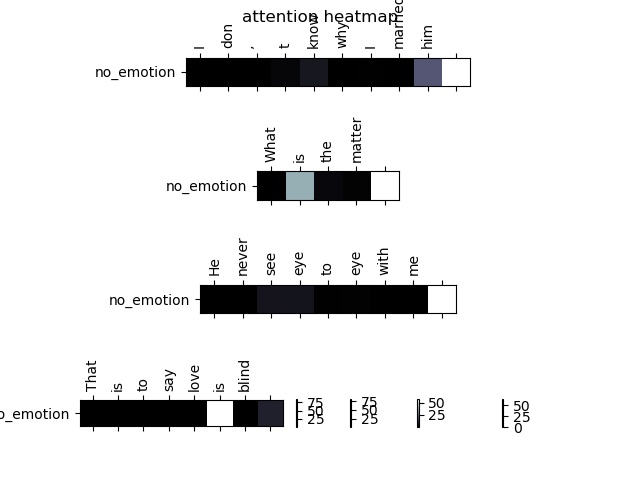 attention heatmap
I don ’ t know why I married him
no_emotion
What is the matter
no_emotion
He never see eye to eye with me
no_emotion
That is to say love is blind
o_emotion
75 50 25
75 50 25
50 25
50 25 0